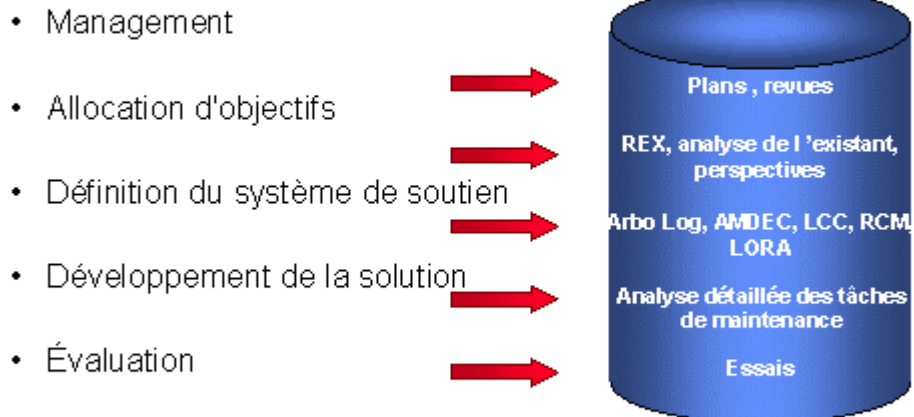 • Management
• Allocation d'objectifs
• Définition du système de soutien
• Développement de la solution
• Évaluation
Plans , revues
REX, analyse de l 'existant,
perspectives
Arbo Log, AMDEC, LCC, RCM,
LORA
Analyse détaillée des tâches
de maintenance
Essais